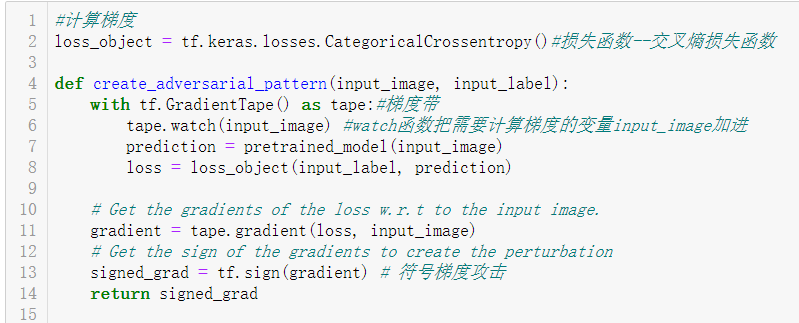 1 #计算梯度
2 loss_object = tf.keras.losses.CategoricalCrossentropy()#损失函数--交叉熵损失函数
3
4 def create_adversarial_pattern(input_image, input_label):
5     with tf.GradientTape() as tape:#梯度带
6         tape.watch(input_image) #watch函数把需要计算梯度的变量input_image加进
7         prediction = pretrained_model(input_image)
8         loss = loss_object(input_label, prediction)
9
10     # Get the gradients of the loss w.r.t to the input image.
11     gradient = tape.gradient(loss, input_image)
12     # Get the sign of the gradients to create the perturbation
13     signed_grad = tf.sign(gradient) # 符号梯度攻击
14     return signed_grad
15